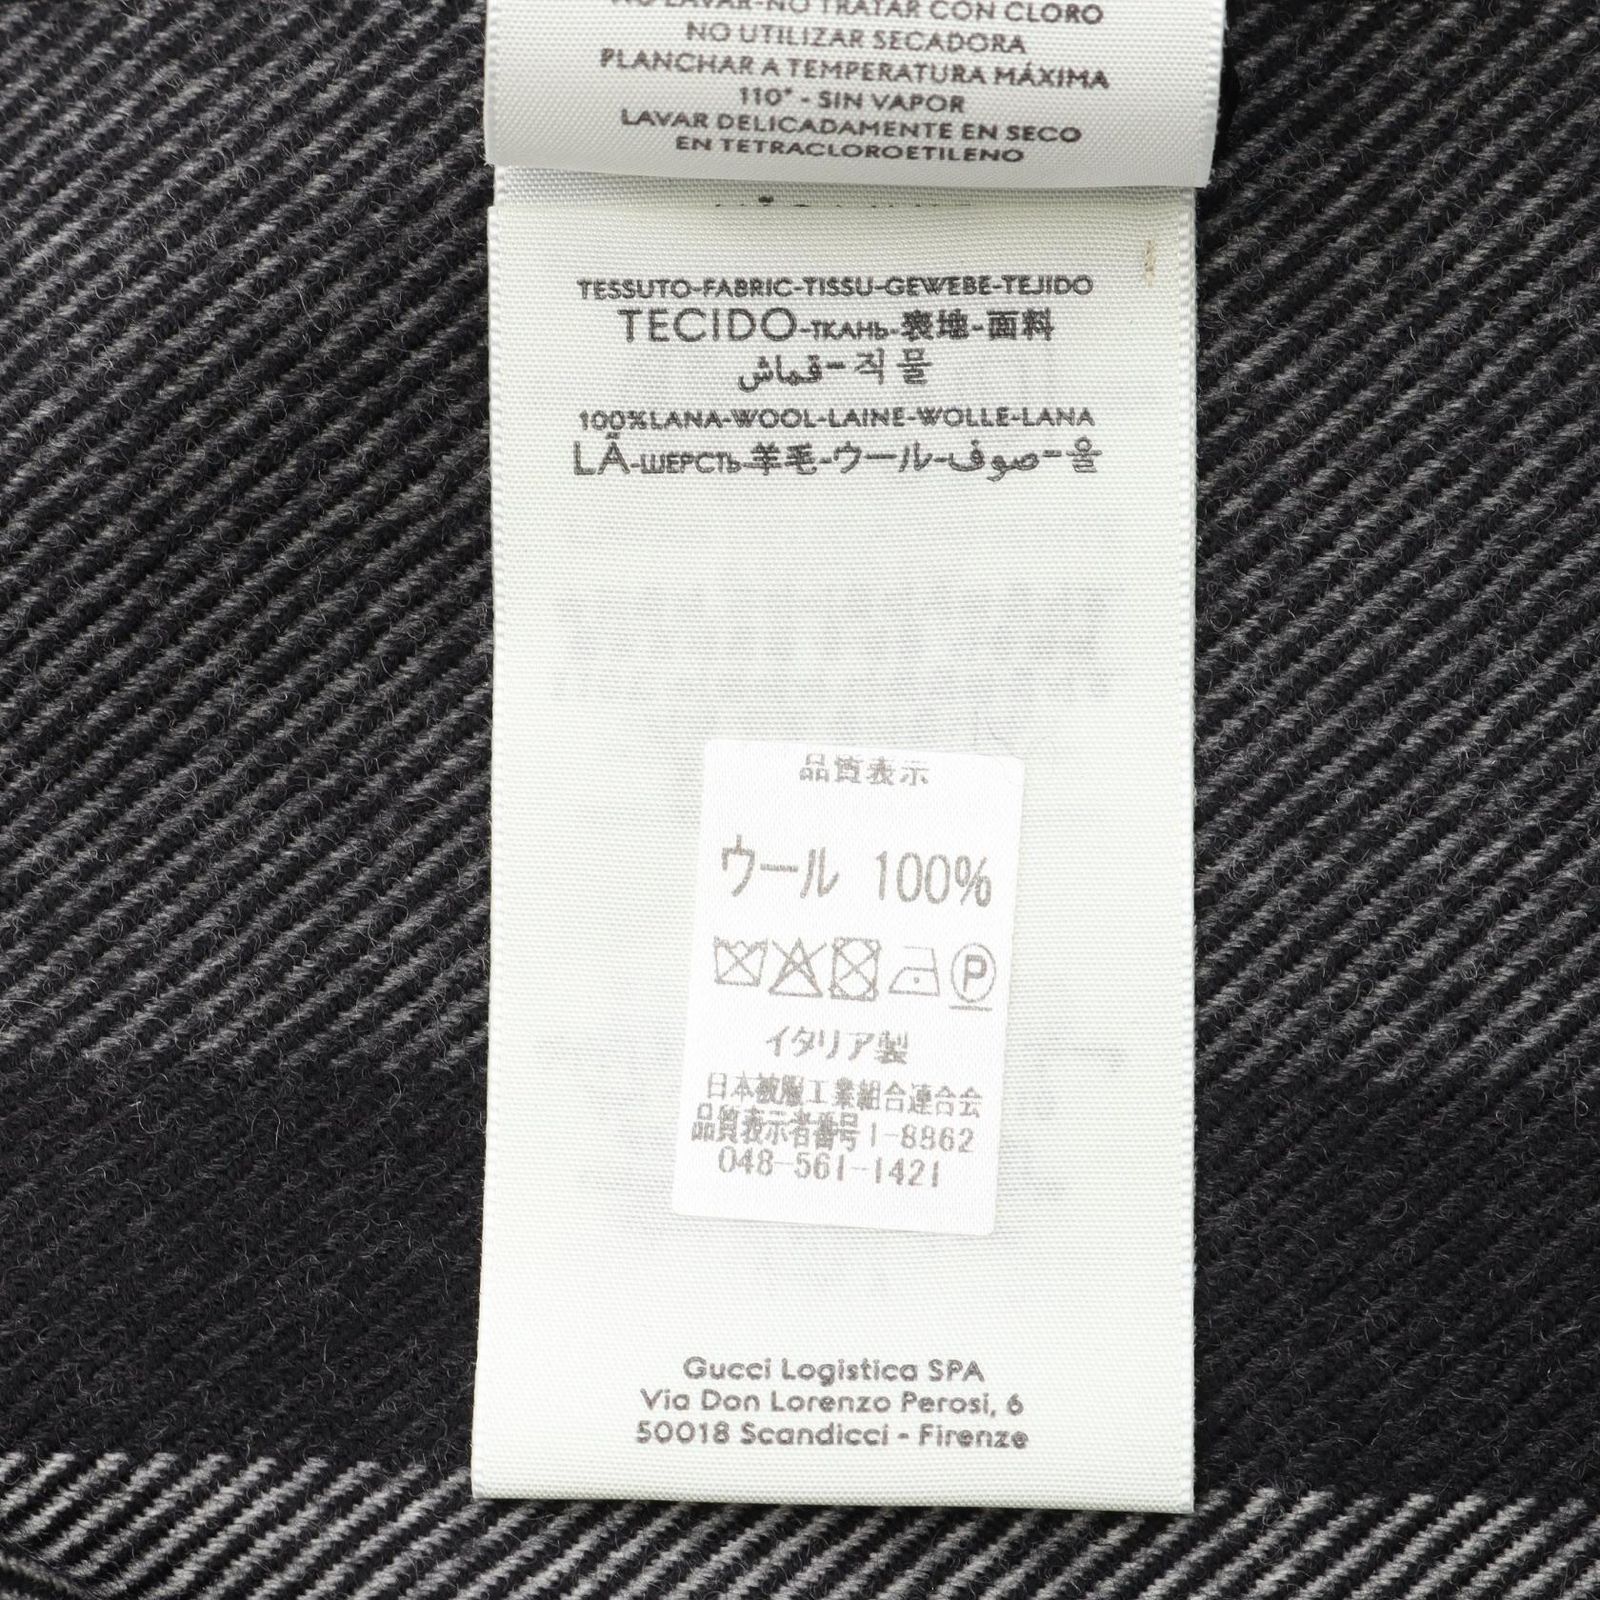 NO LAVAR-NO TRATAR CON CLORO
NO UTILIZAR SECADORA
PLANCHAR A TEMPERATURA MÁXIMA
110° - SIN VAPOR
LAVAR DELICADAMENTE EN SECO
EN TETRACLOROETILENO
TESSUTO-FABRIC-TISSU-GEWEBE-TEJIDO
TECIDO-ТКАНЬ-表地-面料
قماش-직물
100%LANA-WOOL-LAINE-WOLLE-LANA
LÃ-ШЕРСТЬ-羊毛-ウール-صوف-울
品質表示
ウール 100%
P
イタリア製
日本被服工業組合連合会
品質表示者番号1-8862
048-561-1421
Gucci Logistica SPA
Via Don Lorenzo Perosi, 6
50018 Scandicci - Firenze